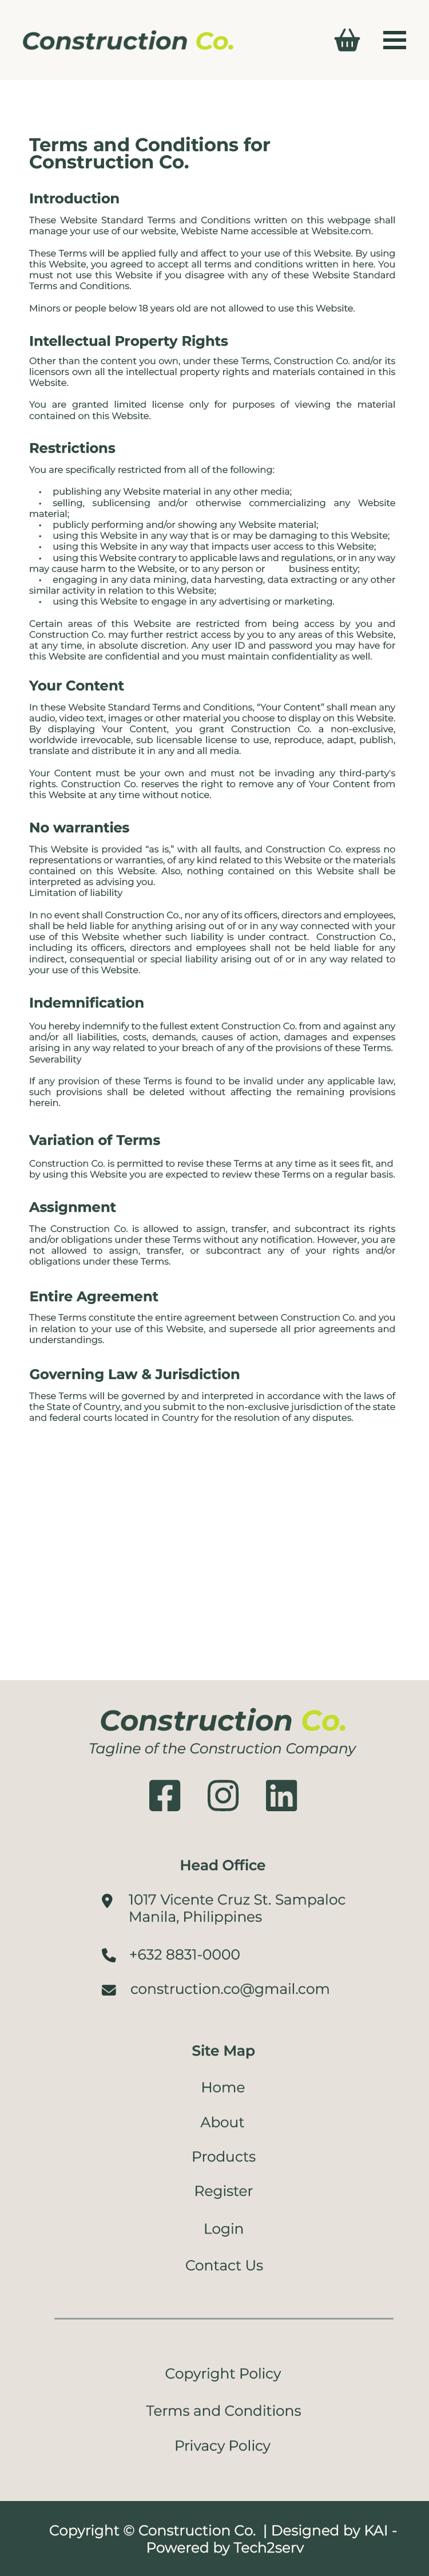 Construction Co.
Terms and Conditions for
Construction Co.
Introduction
These Website Standard Terms and Conditions written on this webpage shall
manage your use of our website, Webiste Name accessible at Website.com.
These Terms will be applied fully and affect to your use of this Website. By using
this Website, you agreed to accept all terms and conditions written in here. You
must not use this Website if you disagree with any of these Website Standard
Terms and Conditions.
Minors or people below 18 years old are not allowed to use this Website.
Intellectual Property Rights
Other than the content you own, under these Terms, Construction Co. and/or its
licensors own all the intellectual property rights and materials contained in this
Website.
You are granted limited license only for purposes of viewing the material
contained on this Website.
Restrictions
You are specifically restricted from all of the following:
• publishing any Website material in any other media;
• selling, sublicensing and/or otherwise commercializing any Website
material;
• publicly performing and/or showing any Website material;
• using this Website in any way that is or may be damaging to this Website;
• using this Website in any way that impacts user access to this Website;
• using this Website contrary to applicable laws and regulations, or in any way
may cause harm to the Website, or to any person or business entity;
• engaging in any data mining, data harvesting, data extracting or any other
similar activity in relation to this Website;
• using this Website to engage in any advertising or marketing.
Certain areas of this Website are restricted from being access by you and
Construction Co. may further restrict access by you to any areas of this Website,
at any time, in absolute discretion. Any user ID and password you may have for
this Website are confidential and you must maintain confidentiality as well.
Your Content
In these Website Standard Terms and Conditions, “Your Content” shall mean any
audio, video text, images or other material you choose to display on this Website.
By displaying Your Content, you grant Construction Co. a non-exclusive,
worldwide irrevocable, sub licensable license to use, reproduce, adapt, publish,
translate and distribute it in any and all media.
Your Content must be your own and must not be invading any third-party's
rights. Construction Co. reserves the right to remove any of Your Content from
this Website at any time without notice.
No warranties
This Website is provided “as is,” with all faults, and Construction Co. express no
representations or warranties, of any kind related to this Website or the materials
contained on this Website. Also, nothing contained on this Website shall be
interpreted as advising you.
Limitation of liability
In no event shall Construction Co., nor any of its officers, directors and employees,
shall be held liable for anything arising out of or in any way connected with your
use of this Website whether such liability is under contract. Construction Co.,
including its officers, directors and employees shall not be held liable for any
indirect, consequential or special liability arising out of or in any way related to
your use of this Website.
Indemnification
You hereby indemnify to the fullest extent Construction Co. from and against any
and/or all liabilities, costs, demands, causes of action, damages and expenses
arising in any way related to your breach of any of the provisions of these Terms.
Severability
If any provision of these Terms is found to be invalid under any applicable law,
such provisions shall be deleted without affecting the remaining provisions
herein.
Variation of Terms
Construction Co. is permitted to revise these Terms at any time as it sees fit, and
by using this Website you are expected to review these Terms on a regular basis.
Assignment
The Construction Co. is allowed to assign, transfer, and subcontract its rights
and/or obligations under these Terms without any notification. However, you are
not allowed to assign, transfer, or subcontract any of your rights and/or
obligations under these Terms.
Entire Agreement
These Terms constitute the entire agreement between Construction Co. and you
in relation to your use of this Website, and supersede all prior agreements and
understandings.
Governing Law & Jurisdiction
These Terms will be governed by and interpreted in accordance with the laws of
the State of Country, and you submit to the non-exclusive jurisdiction of the state
and federal courts located in Country for the resolution of any disputes.
Construction Co.
Tagline of the Construction Company
Head Office
1017 Vicente Cruz St. Sampaloc
Manila, Philippines
+632 8831-0000
construction.co@gmail.com
Site Map
Home
About
Products
Register
Login
Contact Us
Copyright Policy
Terms and Conditions
Privacy Policy
Copyright © Construction Co. | Designed by KAI -
Powered by Tech2serv